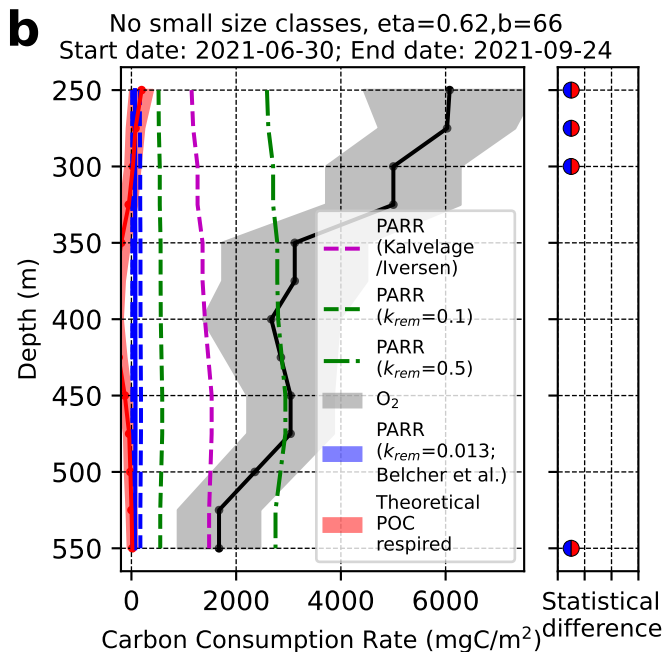 b
No small size classes, eta=0.62,b=66
Start date: 2021-06-30; End date: 2021-09-24
250
300
350
400
450
500
550
Depth (m)
PARR
(Kalvelage
/Iversen)
PARR
(k_rem=0.1)
PARR
(k_rem=0.5)
O₂
PARR
(k_rem=0.013;
Belcher et al.)
Theoretical
POC
respired
0 2000 4000 6000
Carbon Consumption Rate (mgC/m²)
Statistical
difference